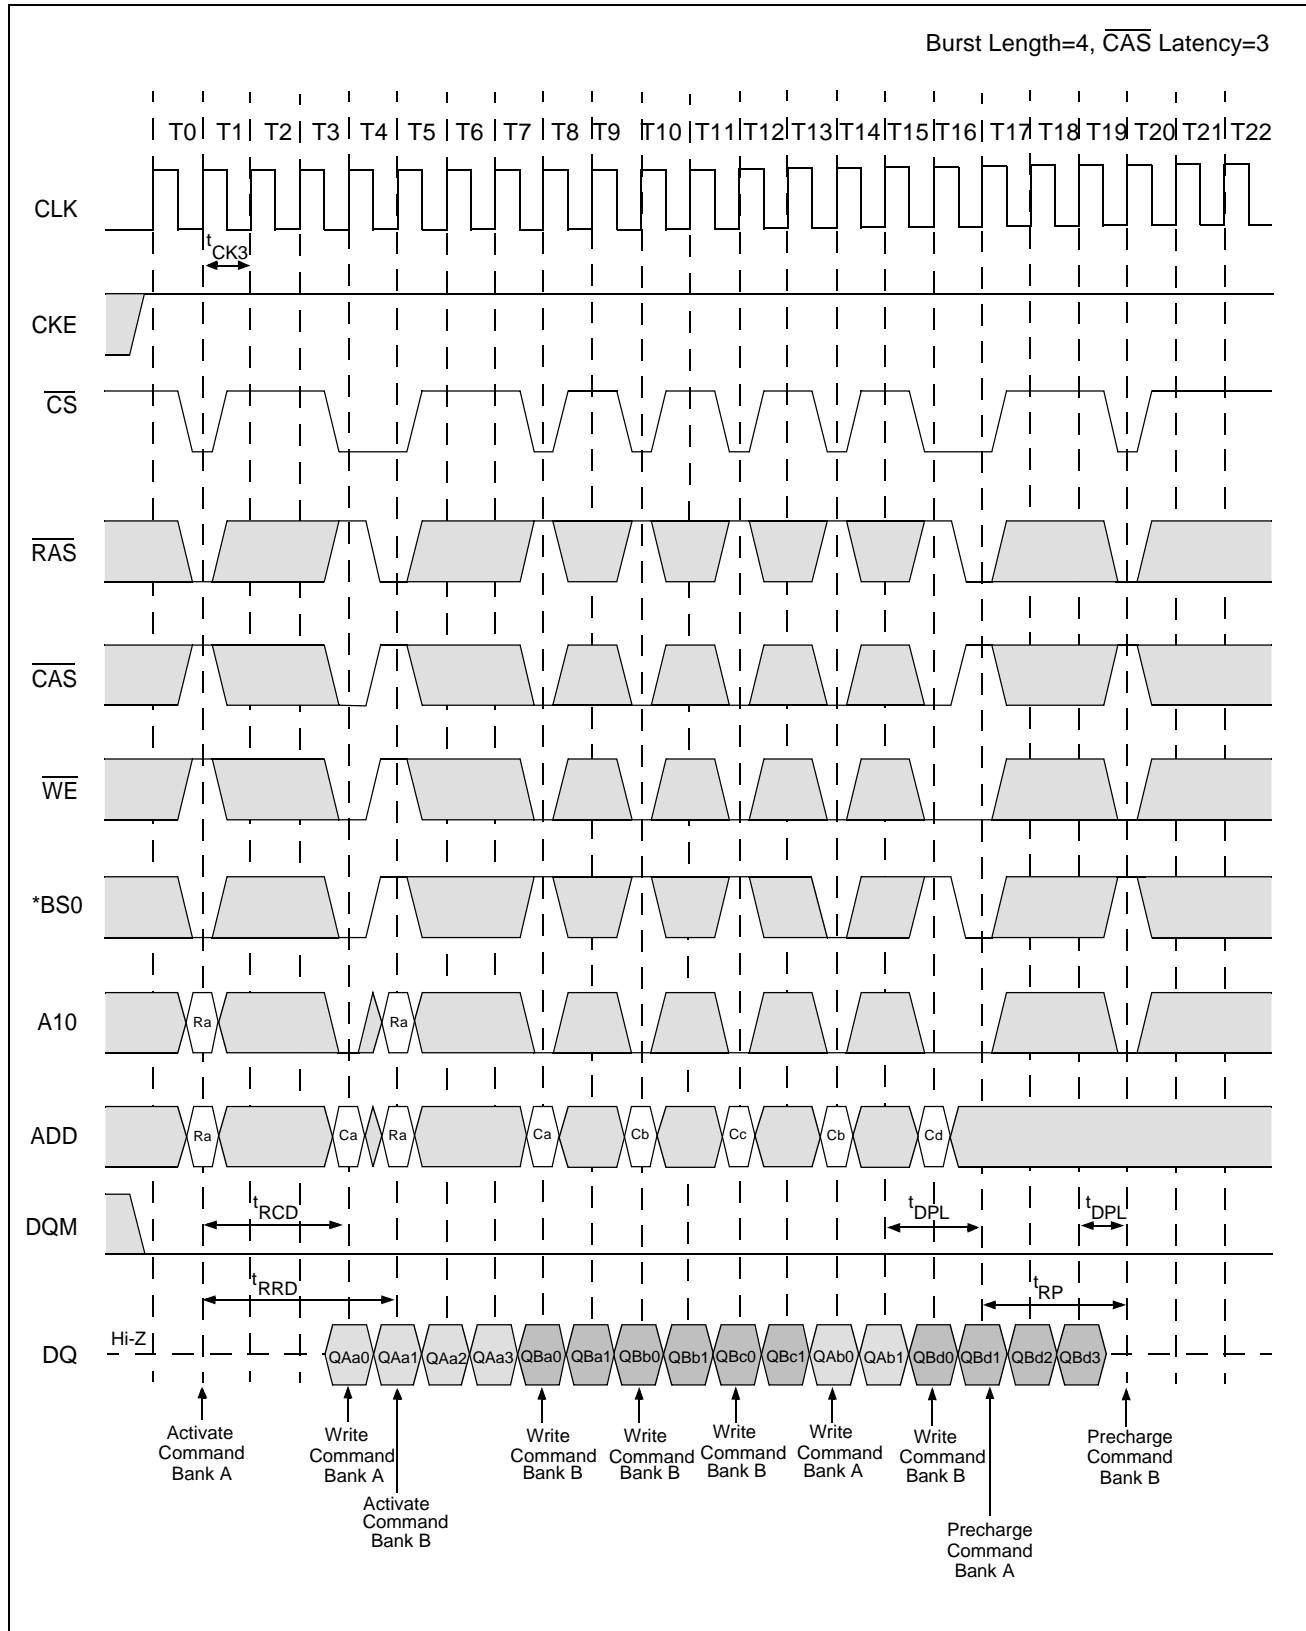 Burst Length=4, CAS Latency=3
T0 T1 T2 T3 T4 T5 T6 T7 T8 T9 T10 T11 T12 T13 T14 T15 T16 T17 T18 T19 T20 T21 T22
CLK
tCK3
CKE
CS
RAS
CAS
WE
*BS0
A10
Ra Ra
ADD
Ra Ca Ra Ca Cb Cc Cb Cd
DQM
tRCD tDPL tDPL
tRRD tRP
Hi-Z
DQ
QAa0 QAa1 QAa2 QAa3 QBa0 QBa1 QBb0 QBb1 QBc0 QBc1 QAb0 QAb1 QBd0 QBd1 QBd2 QBd3
Activate
Command
Bank A
Write
Command
Bank A
Activate
Command
Bank B
Write
Command
Bank B
Write
Command
Bank B
Write
Command
Bank B
Write
Command
Bank A
Write
Command
Bank B
Precharge
Command
Bank A
Precharge
Command
Bank B